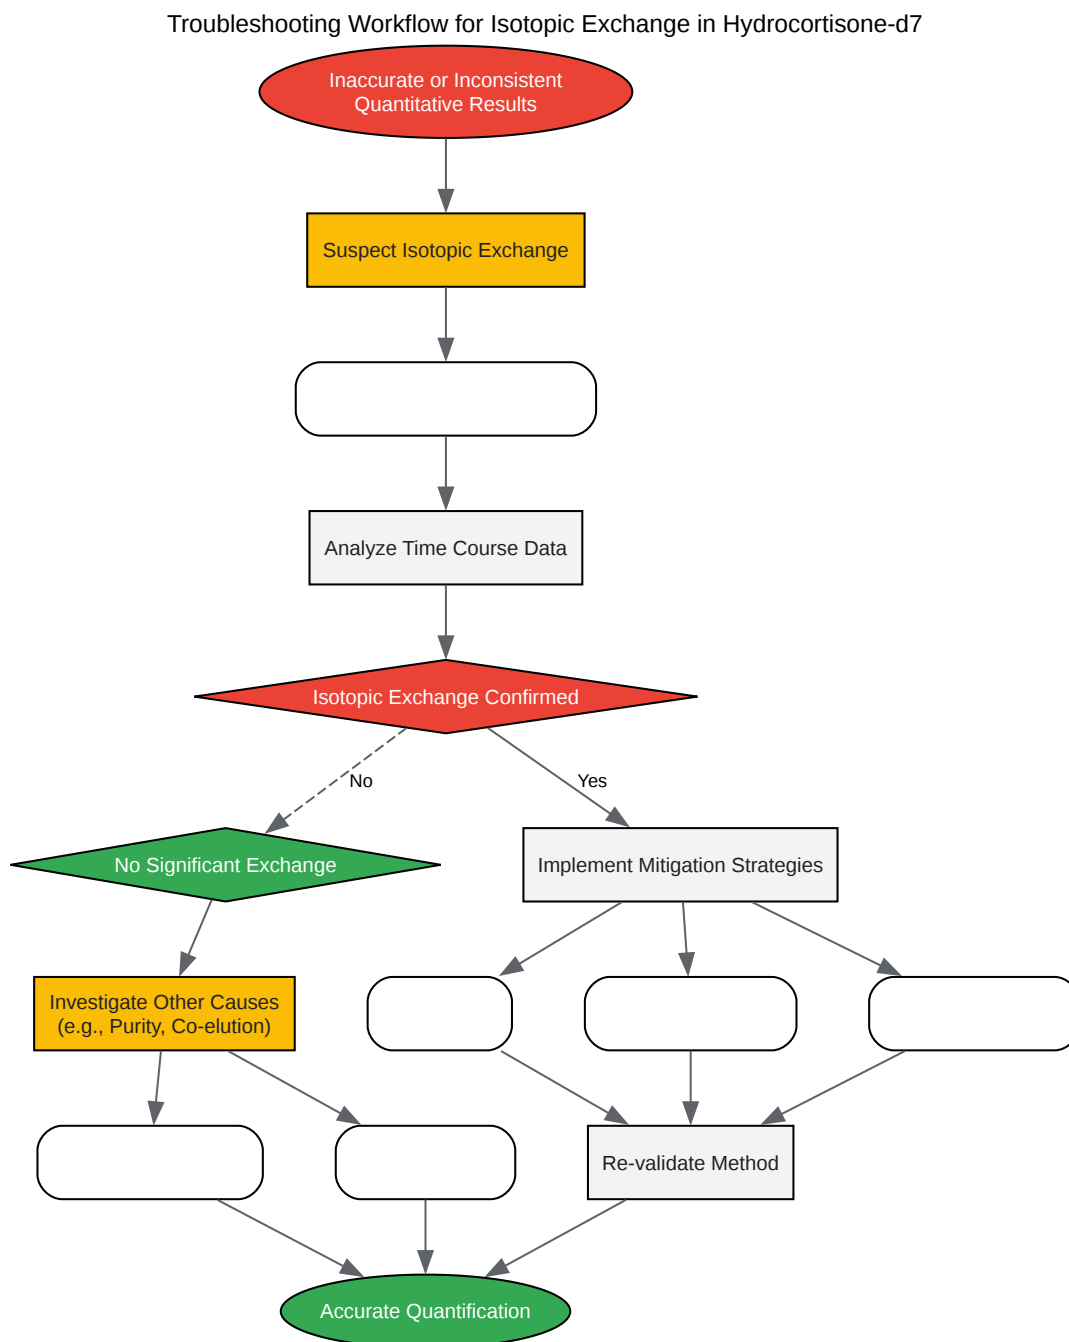 Troubleshooting Workflow for Isotopic Exchange in Hydrocortisone-d7
Inaccurate or Inconsistent
Quantitative Results
Suspect Isotopic Exchange
Analyze Time Course Data
Isotopic Exchange Confirmed
No
Yes
No Significant Exchange
Implement Mitigation Strategies
Investigate Other Causes
(e.g., Purity, Co-elution)
Re-validate Method
Accurate Quantification